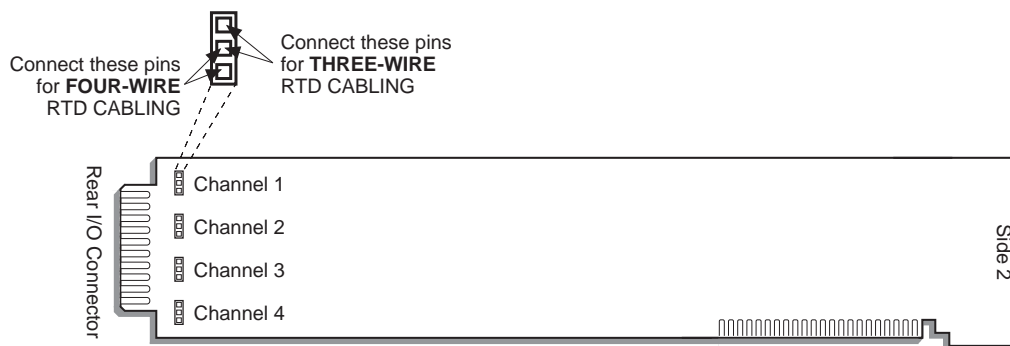 Connect these pins
for FOUR-WIRE
RTD CABLING
Connect these pins
for THREE-WIRE
RTD CABLING
Rear I/O Connector
Channel 1
Channel 2
Channel 3
Channel 4
Side 2